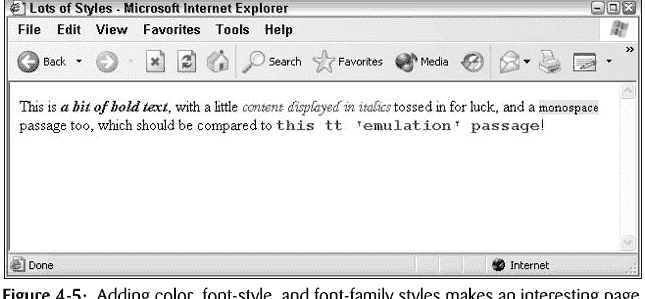 Lots of Styles - Microsoft Internet Explorer
File Edit View Favorites Tools Help
Back Search Favorites Media »
This is a bit of bold text, with a little content displayed in italics tossed in for luck, and a monospace
passage too, which should be compared to this tt 'emulation' passage!
Done Internet
Figure 4-5: Adding color, font-style, and font-family styles makes an interesting page